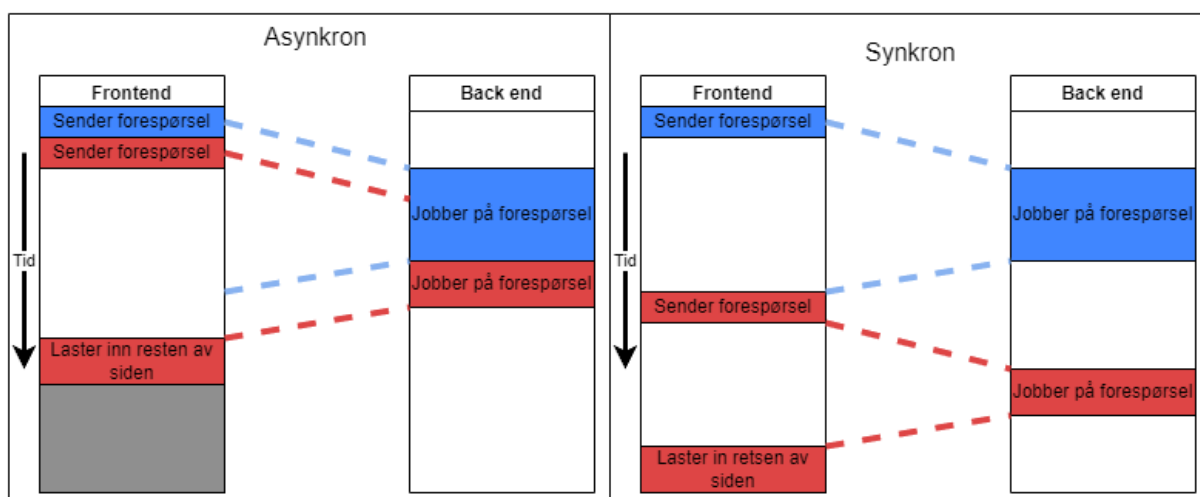 Asynkron
Frontend
Back end
Sender forespørsel
Sender forespørsel
Jobber på forespørsel
Tid
Jobber på forespørsel
Laster inn resten av
siden
Synkron
Frontend
Back end
Sender forespørsel
Jobber på forespørsel
Tid
Sender forespørsel
Jobber på forespørsel
Laster in retsen av
siden